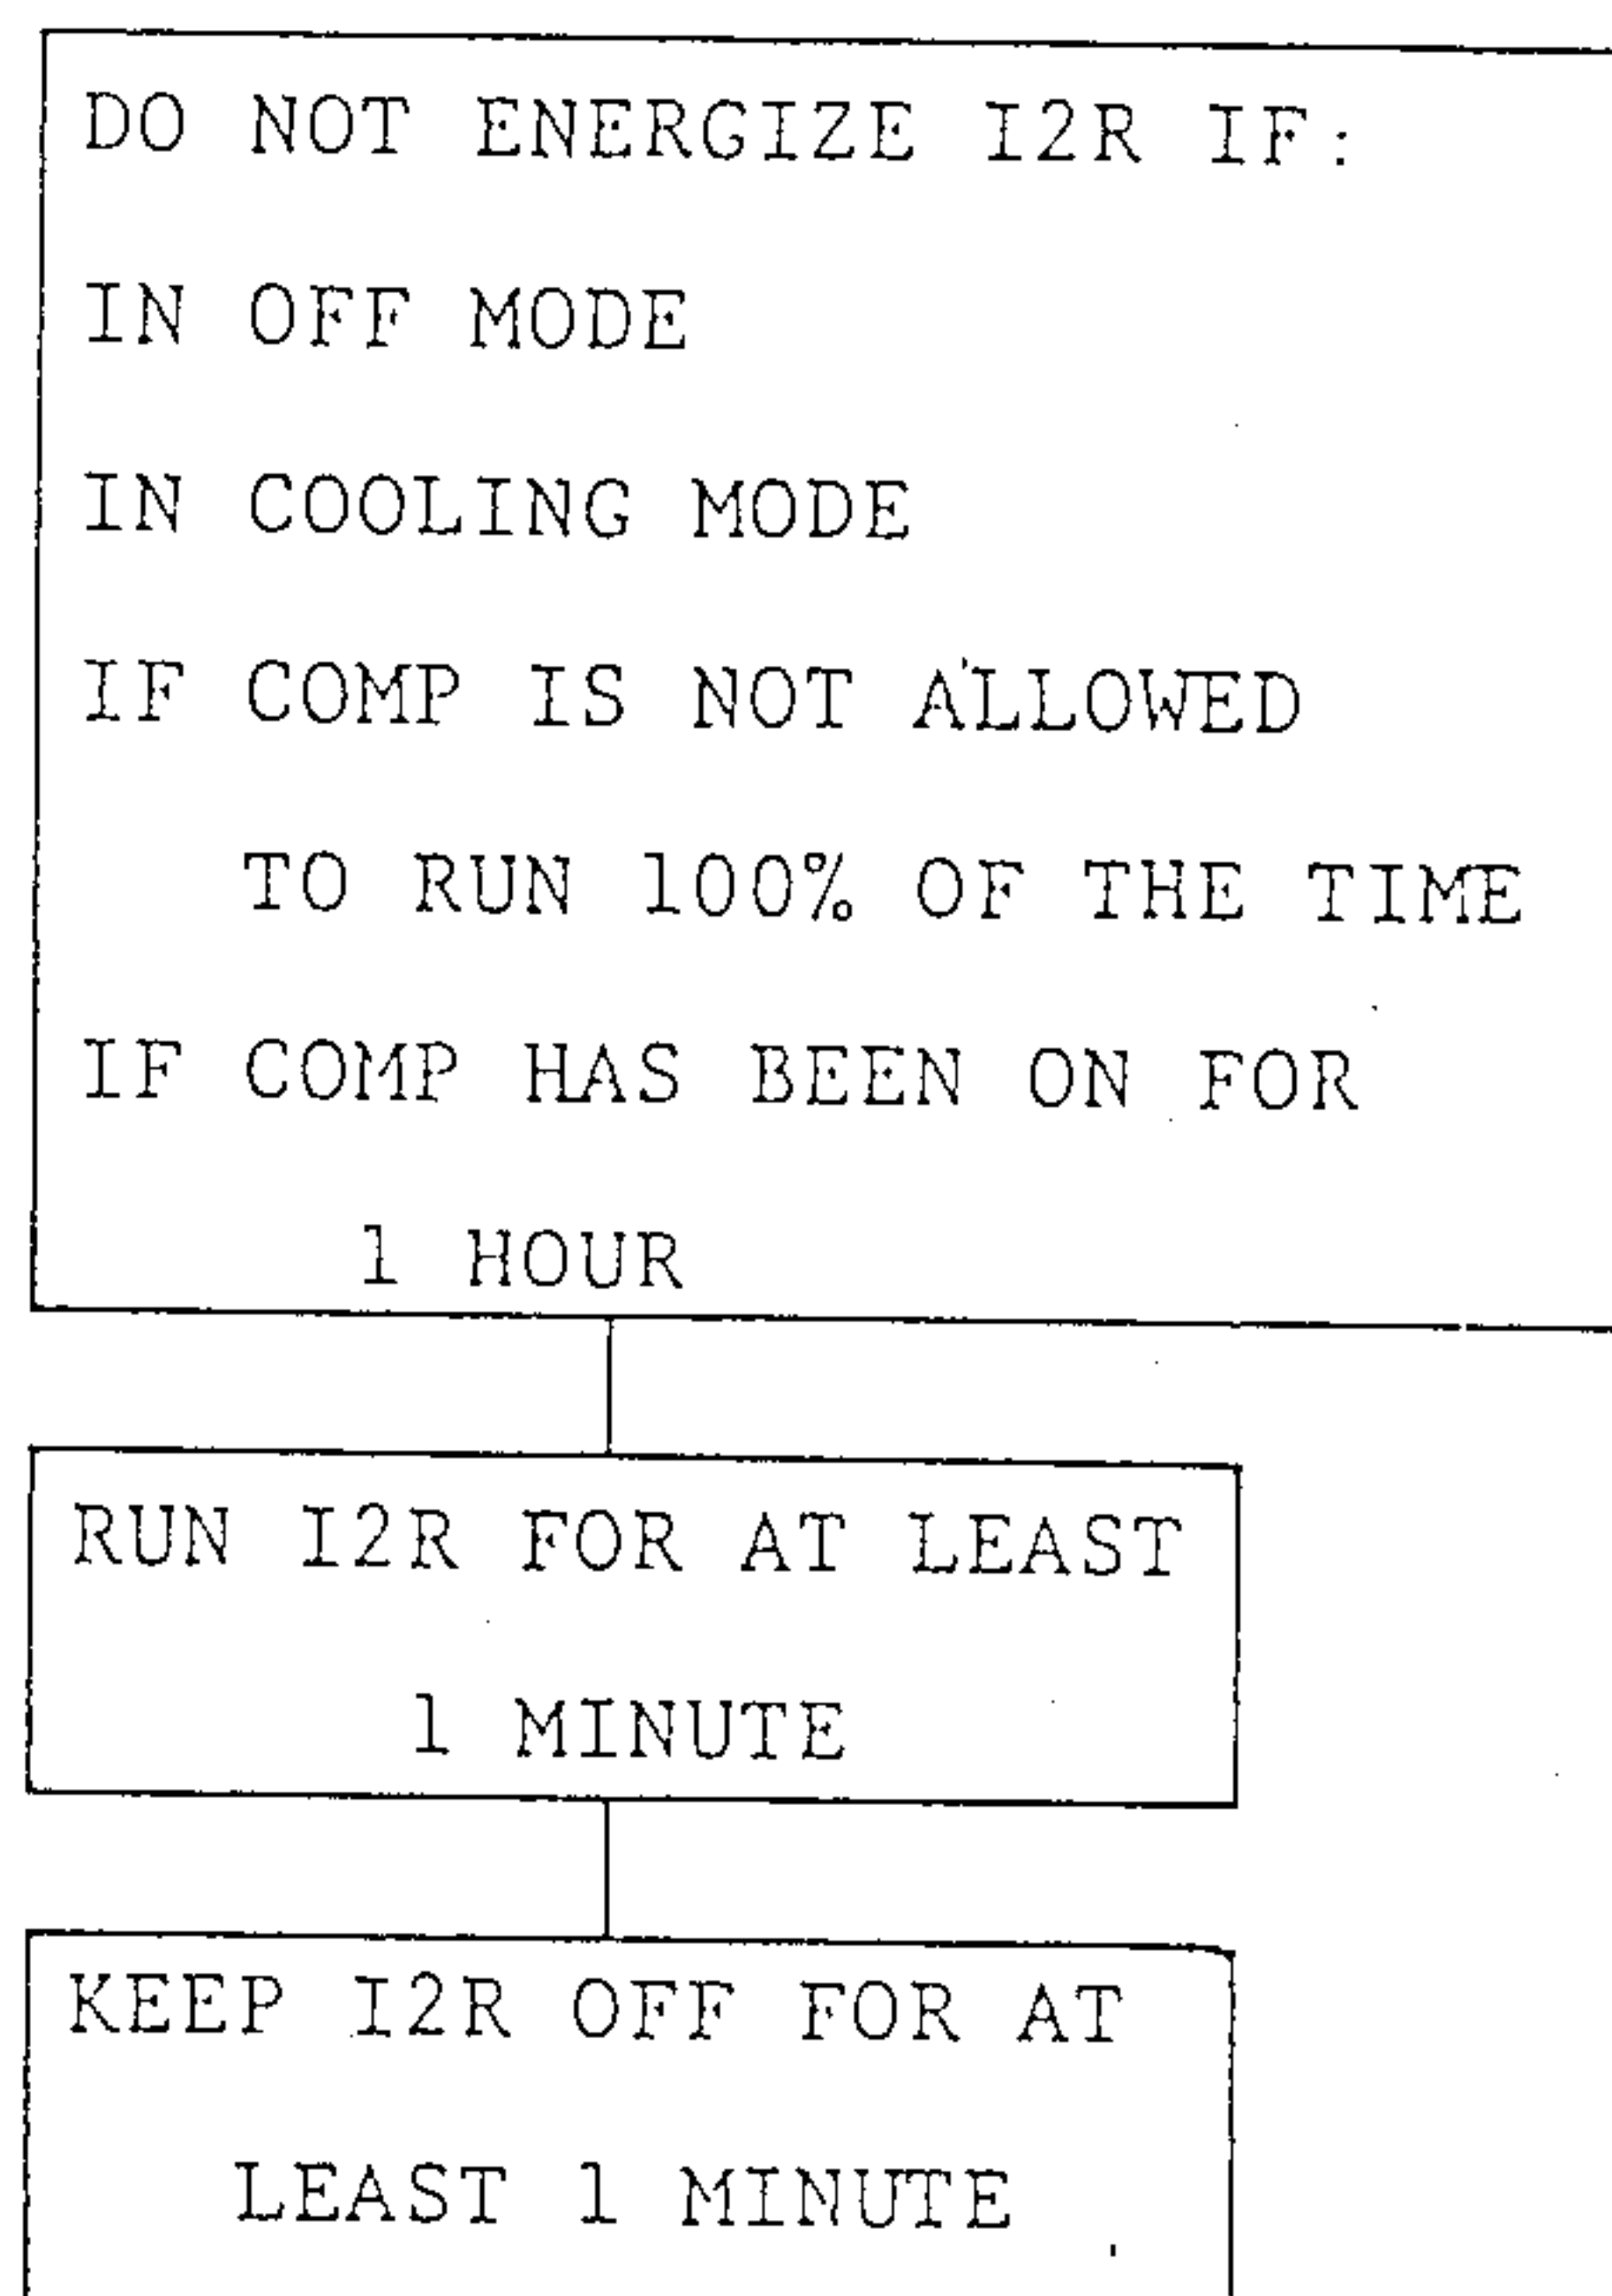 DO NOT ENERGIZE I2R IF:
IN OFF MODE
IN COOLING MODE
IF COMP IS NOT ALLOWED
TO RUN 100% OF THE TIME
IF COMP HAS BEEN ON FOR
1 HOUR
RUN I2R FOR AT LEAST
1 MINUTE
KEEP I2R OFF FOR AT
LEAST 1 MINUTE